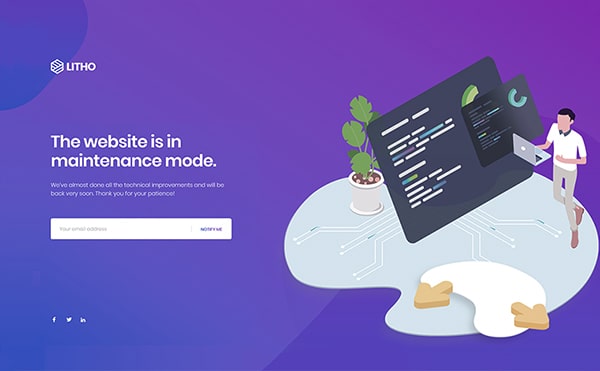 LITHO
The website is in
maintenance mode.
We've almost done all the technical improvements and will be
back very soon. Thank you for your patience!
Your email address
NOTIFY ME